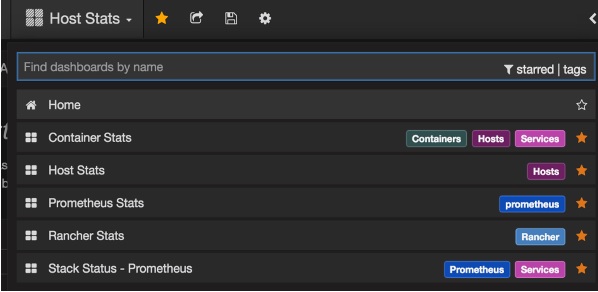 Host Stats
Find dashboards by name starred | tags
Home
Container Stats Containers Hosts Services
Host Stats Hosts
Prometheus Stats prometheus
Rancher Stats Rancher
Stack Status - Prometheus Prometheus Services